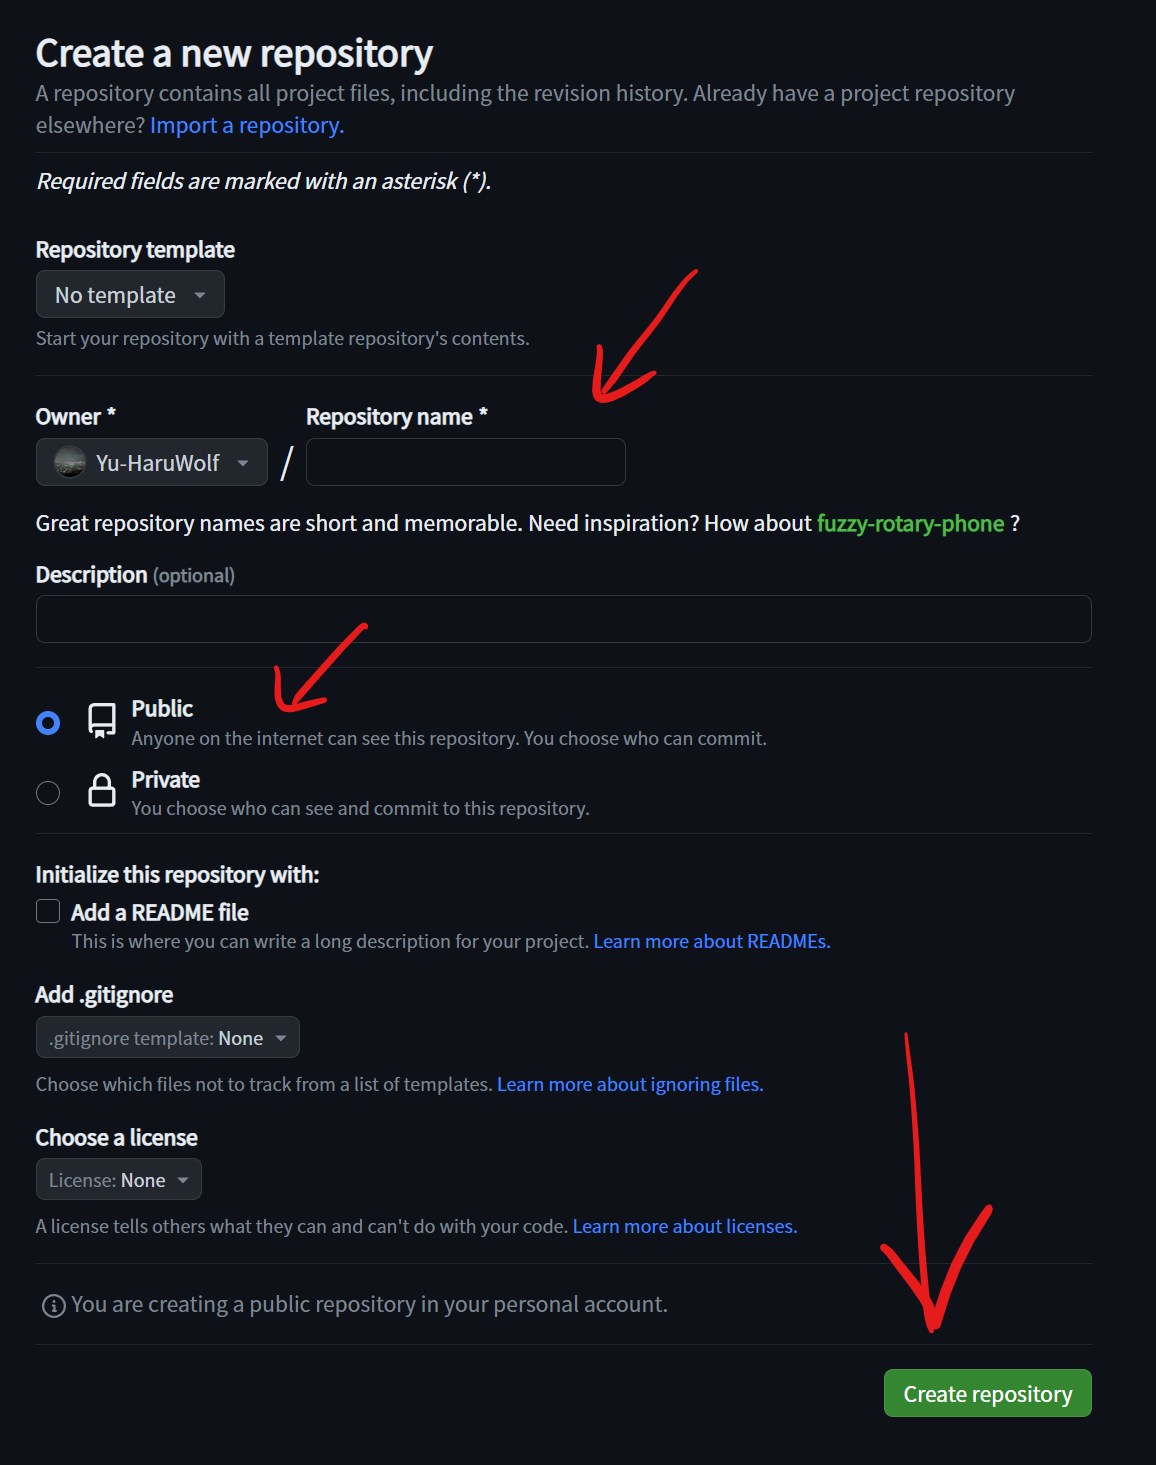 Create a new repository
A repository contains all project files, including the revision history. Already have a project repository
elsewhere? Import a repository.
Required fields are marked with an asterisk (*).
Repository template
No template
Start your repository with a template repository's contents.
Owner *
Repository name *
Yu-HaruWolf
/
Great repository names are short and memorable. Need inspiration? How about fuzzy-rotary-phone ?
Description (optional)
Public
Anyone on the internet can see this repository. You choose who can commit.
Private
You choose who can see and commit to this repository.
Initialize this repository with:
Add a README file
This is where you can write a long description for your project. Learn more about READMEs.
Add .gitignore
.gitignore template: None
Choose which files not to track from a list of templates. Learn more about ignoring files.
Choose a license
License: None
A license tells others what they can and can't do with your code. Learn more about licenses.
You are creating a public repository in your personal account.
Create repository